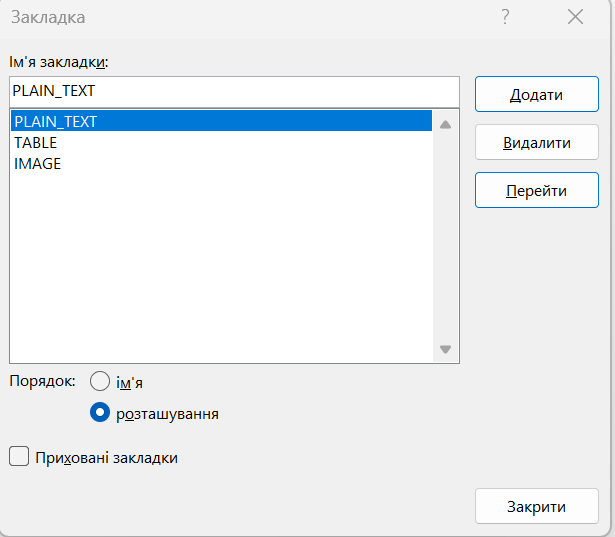 Закладка
?
Ім'я закладки:
PLAIN_TEXT
Додати
PLAIN_TEXT
TABLE
Видалити
IMAGE
Перейти
Порядок:
ім'я
розташування
Приховані закладки
Закрити